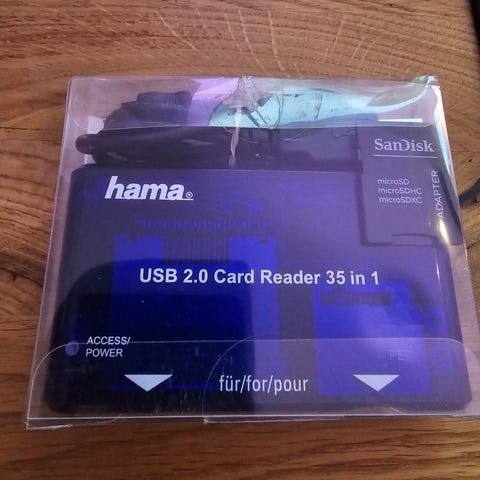 SanDisk
microSD
microSDHC
microSDXC
ADAPTER
hama®
USB 2.0 Card Reader 35 in 1
ACCESS/
POWER
für/for/pour